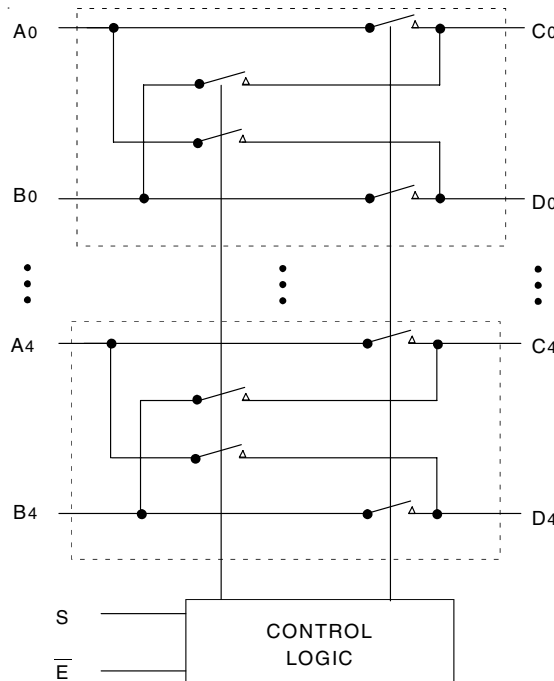 A0 C0
B0 D0
A4 C4
B4 D4
S
E̅
CONTROL
LOGIC